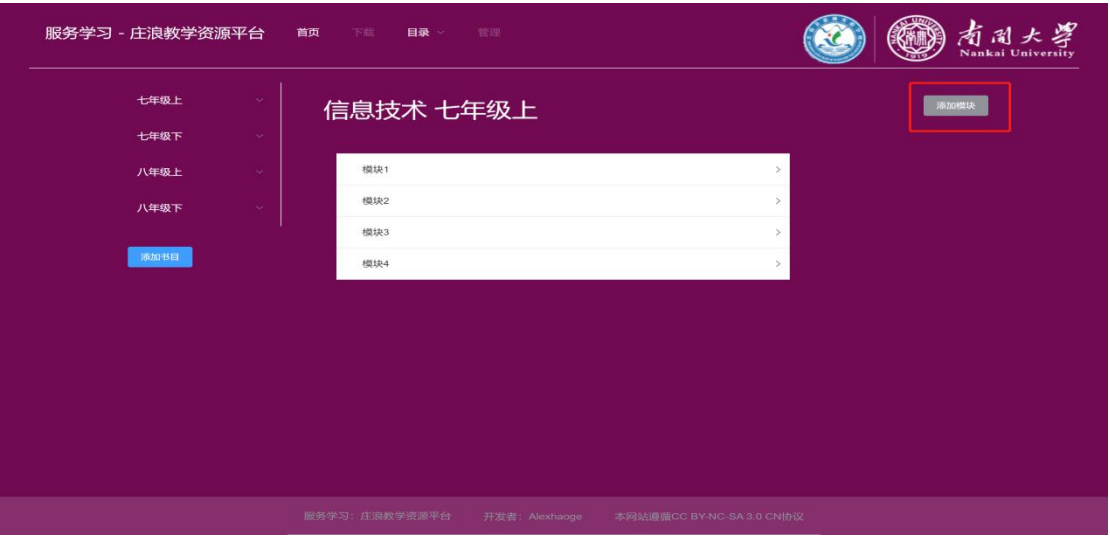 服务学习 - 庄浪教学资源平台 首页 下载 目录 管理
南开大学
Nankai University
七年级上
七年级下
八年级上
八年级下
添加书目
信息技术 七年级上
添加模块
模块1
模块2
模块3
模块4
服务学习：庄浪教学资源平台 开发者：Alexhaoge 本网站遵循CC BY-NC-SA 3.0 CN协议